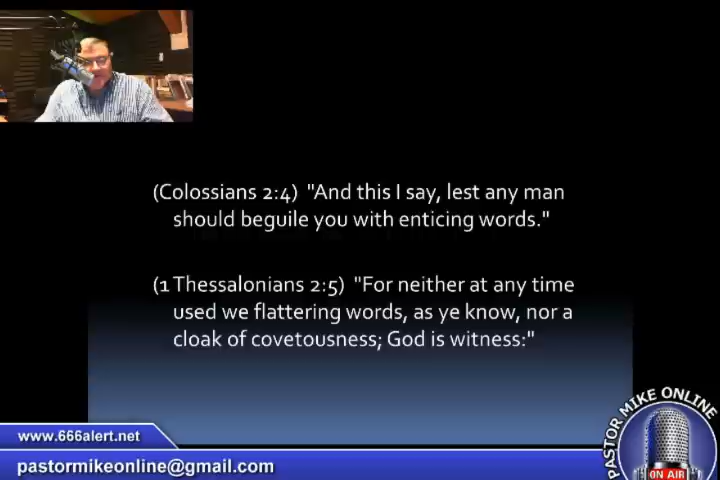 (Colossians 2:4) "And this I say, lest any man
should beguile you with enticing words."
(1 Thessalonians 2:5) "For neither at any time
used we flattering words, as ye know, nor a
cloak of covetousness; God is witness:"
www.666alert.net
pastormikeonline@gmail.com
PASTOR MIKE ONLINE
ON AIR